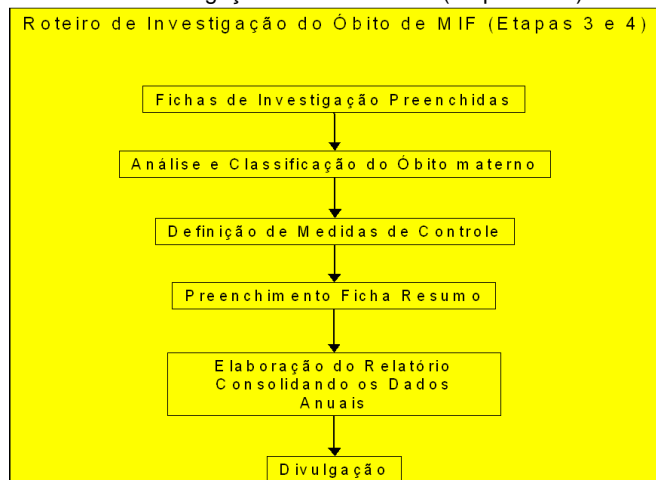 Roteiro de Investigação do Óbito de MIF (Etapas 3 e 4)
Fichas de Investigação Preenchidas
Análise e Classificação do Óbito materno
Definição de Medidas de Controle
Preenchimento Ficha Resumo
Elaboração do Relatório
Consolidando os Dados
Anuais
Divulgação